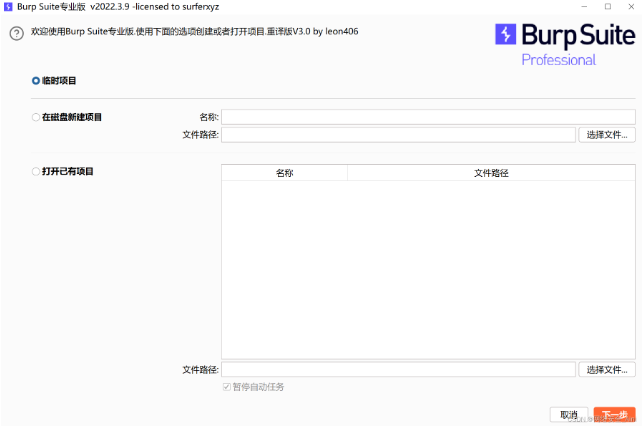 Burp Suite专业版 v2022.3.9 -licensed to surferxyz
欢迎使用Burp Suite专业版.使用下面的选项创建或者打开项目.重译版V3.0 by leon406
Burp Suite
Professional
临时项目
在磁盘新建项目
名称:
文件路径:
选择文件...
打开已有项目
名称
文件路径
文件路径:
选择文件...
暂停自动任务
取消
下一步